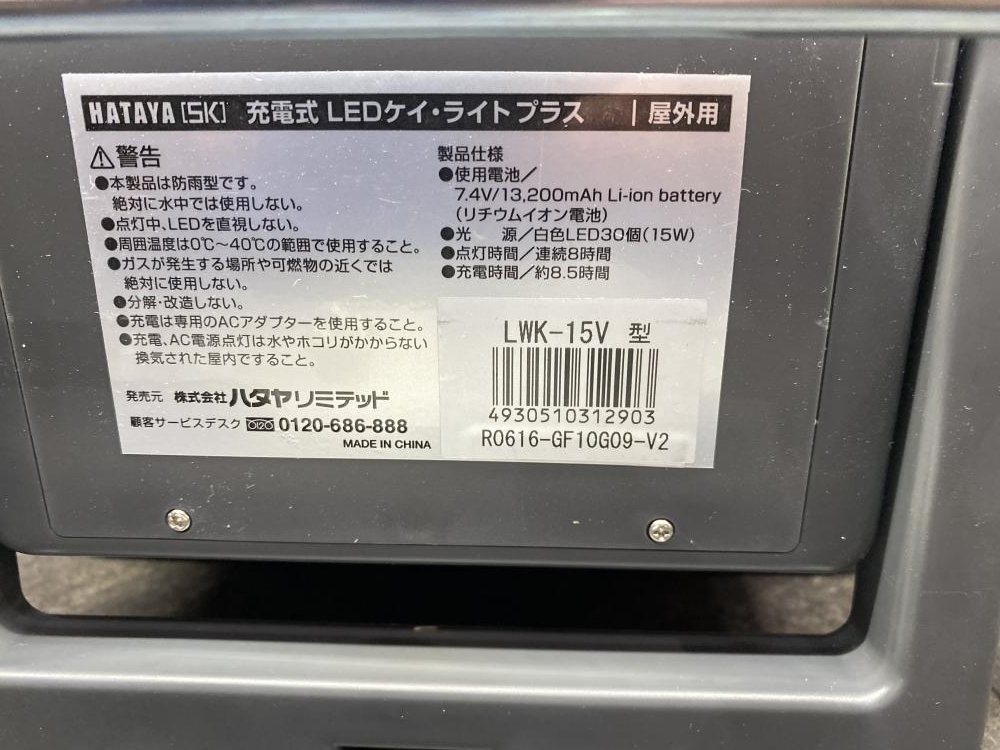 HATAYA [SK] 充電式 LEDケイ・ライトプラス | 屋外用
⚠警告
●本製品は防雨型です。
絶対に水中では使用しない。
●点灯中、LEDを直視しない。
●周囲温度は0℃〜40℃の範囲で使用すること。
●ガスが発生する場所や可燃物の近くでは
絶対に使用しない。
●分解・改造しない。
●充電は専用のACアダプターを使用すること。
●充電、AC電源点灯は水やホコリがかからない
換気された屋内ですること。
発売元 株式会社ハタヤリミテッド
顧客サービスデスク 0120 0120-686-888
MADE IN CHINA
製品仕様
●使用電池／
7.4V/13,200mAh Li-ion battery
(リチウムイオン電池)
●光 源／白色LED30個(15W)
●点灯時間／連続8時間
●充電時間／約8.5時間
LWK-15V 型
4930510312903
R0616-GF10G09-V2